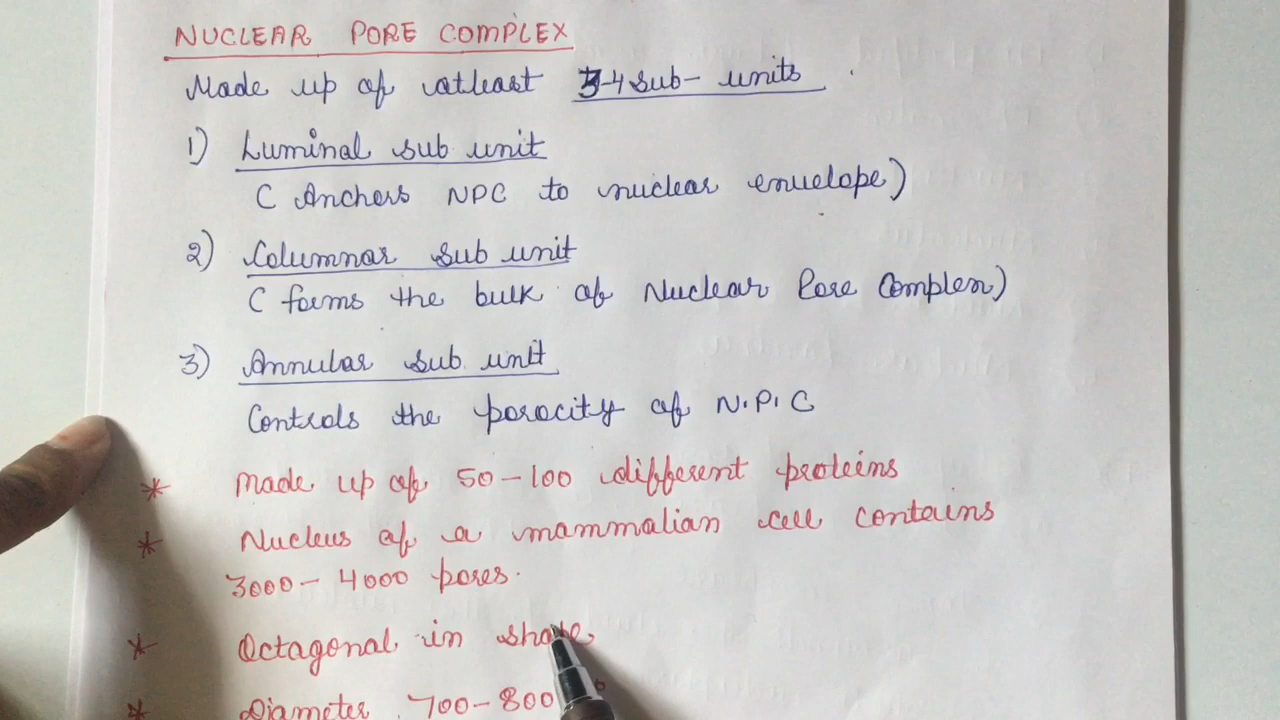 NUCLEAR PORE COMPLEX
Made up of atleast 3-4 sub-units
1) Luminal sub unit
( Anchors NPC to nuclear envelope)
2) Columnar sub unit
( forms the bulk of Nuclear Pore Complex)
3) Annular sub unit
Controls the porocity of N.P.C
* Made up of 50-100 different proteins
* Nucleus of a mammalian cell contains
3000-4000 pores.
* Octagonal in shape
* Diameter 700-800